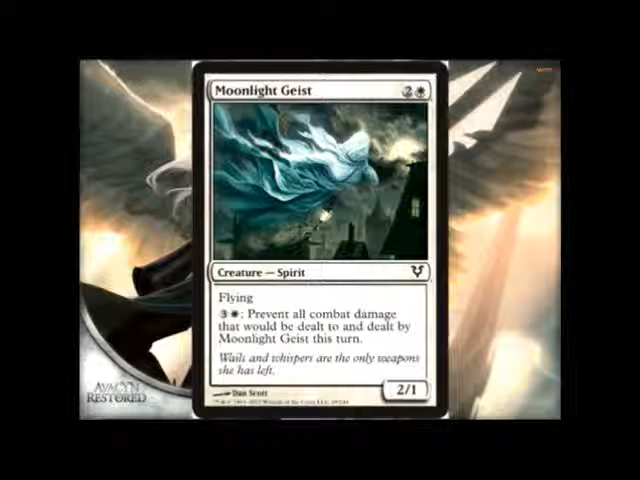 Moonlight Geist 2
Creature — Spirit
Flying
3 : Prevent all combat damage
that would be dealt to and dealt by
Moonlight Geist this turn.
Wails and whispers are the only weapons
she has left.
Dan Scott
2/1
AVACYN
RESTORED